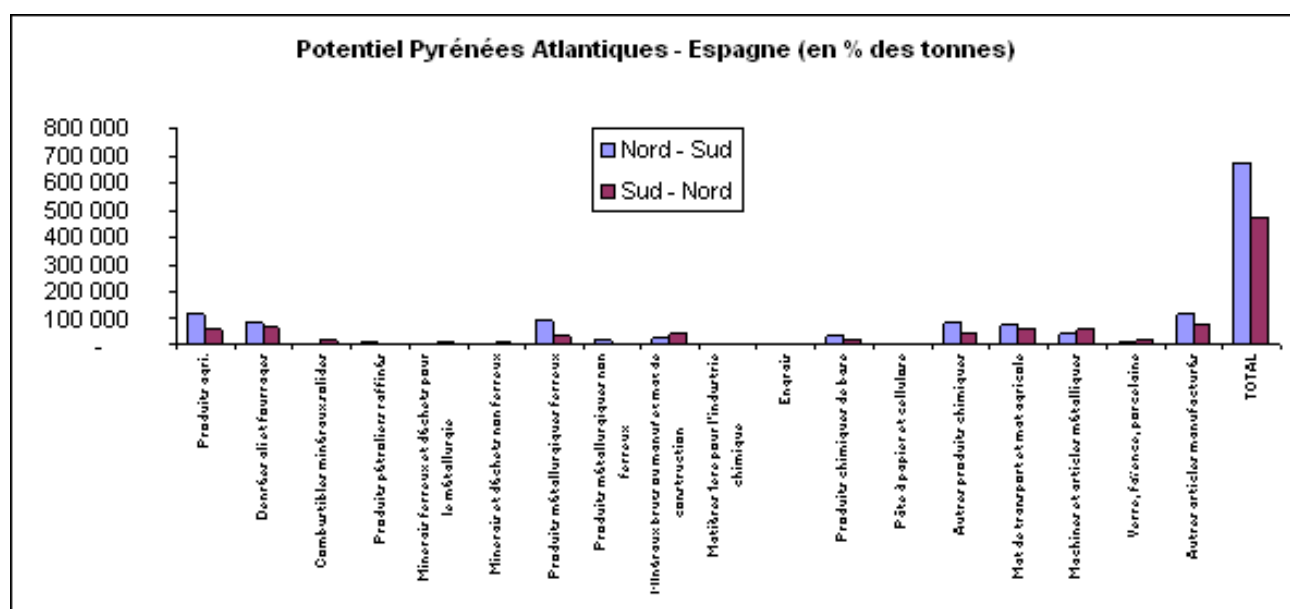 Potentiel Pyrénées Atlantiques - Espagne (en % des tonnes)
800 000
700 000
600 000
500 000
400 000
300 000
200 000
100 000
-
Nord - Sud
Sud - Nord
Produits agri.
Denrées ali et fourrages
Combustibles minéraux solides
Produits pétroliers raffinés
Minerais ferreux et déchets pour
la métallurgie
Minerais et déchets non ferreux
Produits métallurgiques ferreux
Produits métallurgiques non
ferreux
Minéraux bruts ou manuf et mat de
construction
Matières 1ere pour l'industrie
chimique
Engrais
Produits chimiques de base
Pâte à papier et cellulose
Autres produits chimiques
Mat de transport et mat agricole
Machines et articles métalliques
Verre, faïence, porcelaine
Autres articles manufacturés
TOTAL